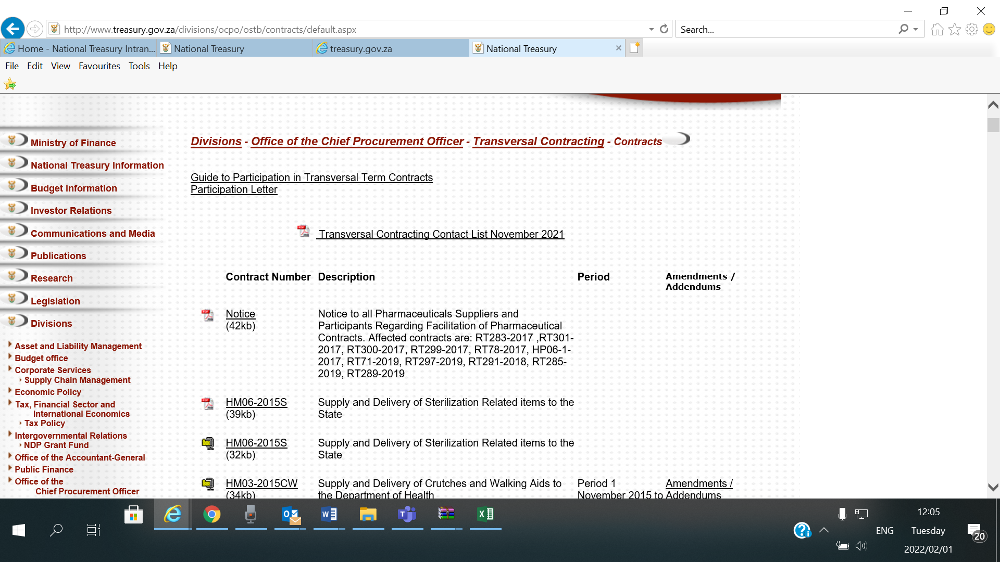 http://www.treasury.gov.za/divisions/ocpo/ostb/contracts/default.aspx
Search...
Home - National Treasury Intran...
National Treasury
treasury.gov.za
National Treasury
File Edit View Favourites Tools Help
Divisions - Office of the Chief Procurement Officer - Transversal Contracting - Contracts
Ministry of Finance
National Treasury Information
Budget Information
Investor Relations
Communications and Media
Publications
Research
Legislation
Divisions
Asset and Liability Management
Budget office
Corporate Services
Supply Chain Management
Economic Policy
Tax, Financial Sector and
International Economics
Tax Policy
Intergovernmental Relations
NDP Grant Fund
Office of the Accountant-General
Public Finance
Office of the
Chief Procurement Officer
Guide to Participation in Transversal Term Contracts
Participation Letter
Transversal Contracting Contact List November 2021
Contract Number Description Period Amendments /
Addendums
Notice
(42kb)
Notice to all Pharmaceuticals Suppliers and
Participants Regarding Facilitation of Pharmaceutical
Contracts. Affected contracts are: RT283-2017 ,RT301-
2017, RT300-2017, RT299-2017, RT78-2017, HP06-1-
2017, RT71-2019, RT297-2019, RT291-2018, RT285-
2019, RT289-2019
HM06-2015S
(39kb)
Supply and Delivery of Sterilization Related items to the
State
HM06-2015S
(32kb)
Supply and Delivery of Sterilization Related items to the
State
HM03-2015CW
(34kb)
Supply and Delivery of Crutches and Walking Aids to
the Department of Health
Period 1
November 2015 to
Amendments /
Addendums
12:05
ENG
Tuesday
20
2022/02/01